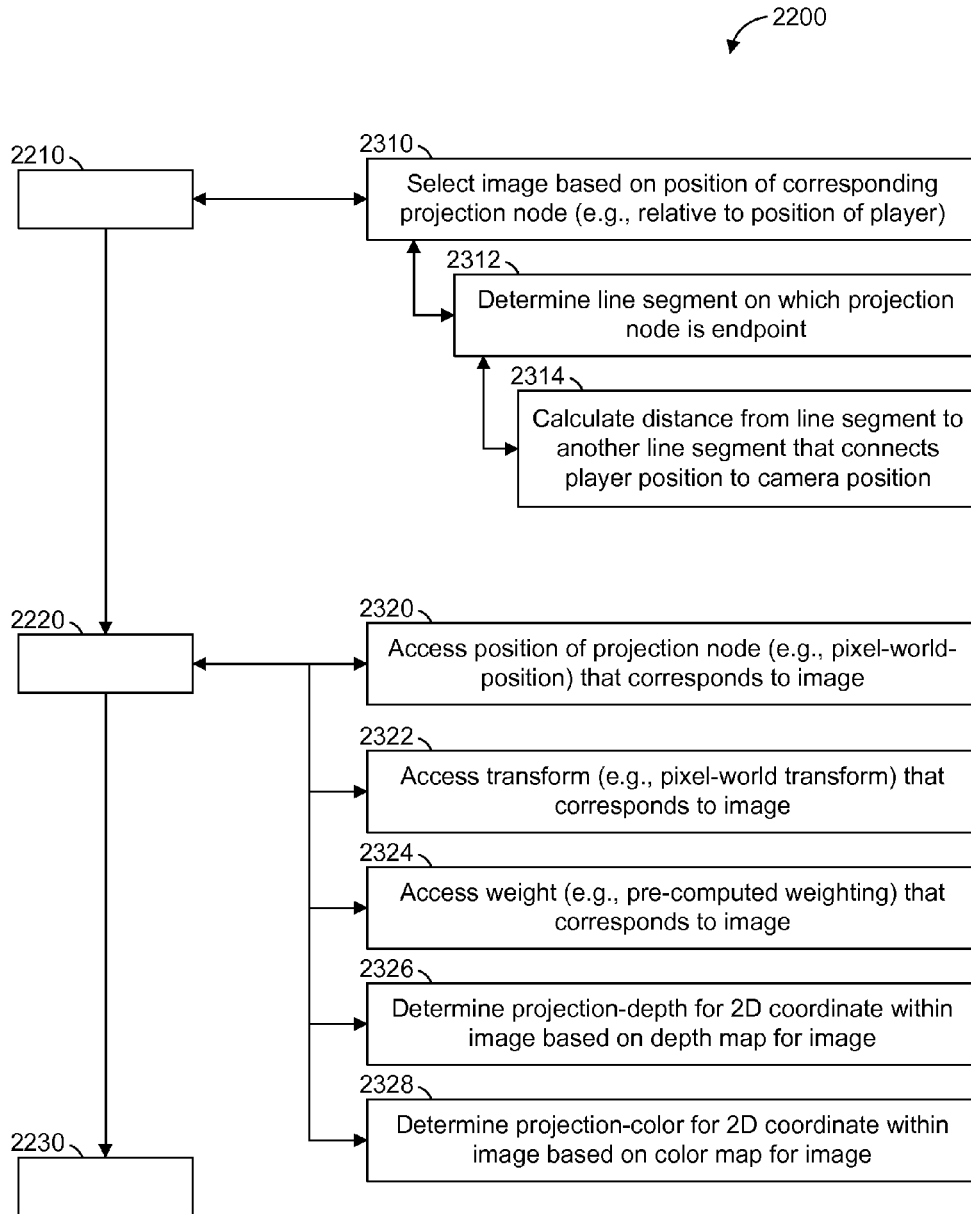 2200
2210
2310
Select image based on position of corresponding
projection node (e.g., relative to position of player)
2312
Determine line segment on which projection
node is endpoint
2314
Calculate distance from line segment to
another line segment that connects
player position to camera position
2220
2320
Access position of projection node (e.g., pixel-world-
position) that corresponds to image
2322
Access transform (e.g., pixel-world transform) that
corresponds to image
2324
Access weight (e.g., pre-computed weighting) that
corresponds to image
2326
Determine projection-depth for 2D coordinate within
image based on depth map for image
2328
Determine projection-color for 2D coordinate within
image based on color map for image
2230